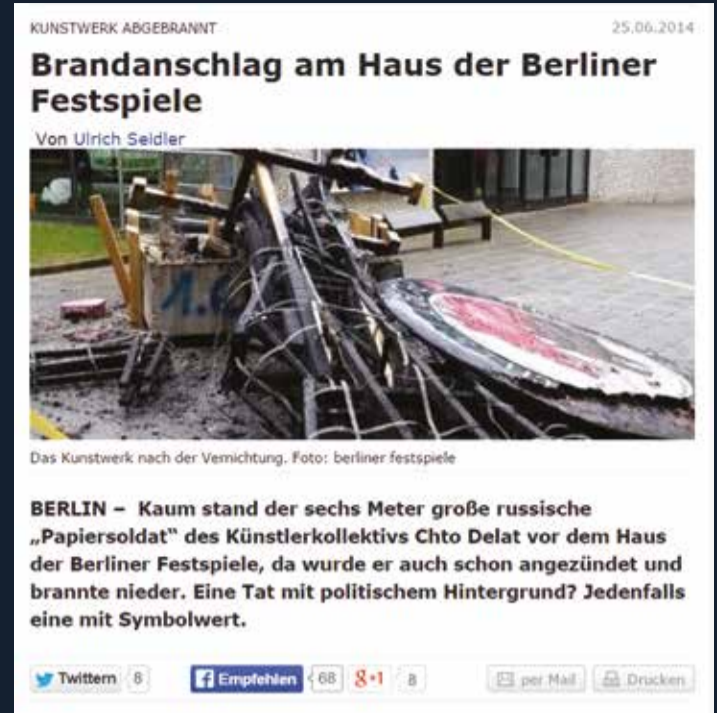 KUNSTWERK ABGEBRANNT
25.06.2014
Brandanschlag am Haus der Berliner
Festspiele
Von Ulrich Seidler
1.
Das Kunstwerk nach der Vernichtung. Foto: berliner festspiele
BERLIN – Kaum stand der sechs Meter große russische
„Papiersoldat“ des Künstlerkollektivs Chto Delat vor dem Haus
der Berliner Festspiele, da wurde er auch schon angezündet und
brannte nieder. Eine Tat mit politischem Hintergrund? Jedenfalls
eine mit Symbolwert.
Twittern 8 Empfehlen 68 g+1 8 per Mail Drucken